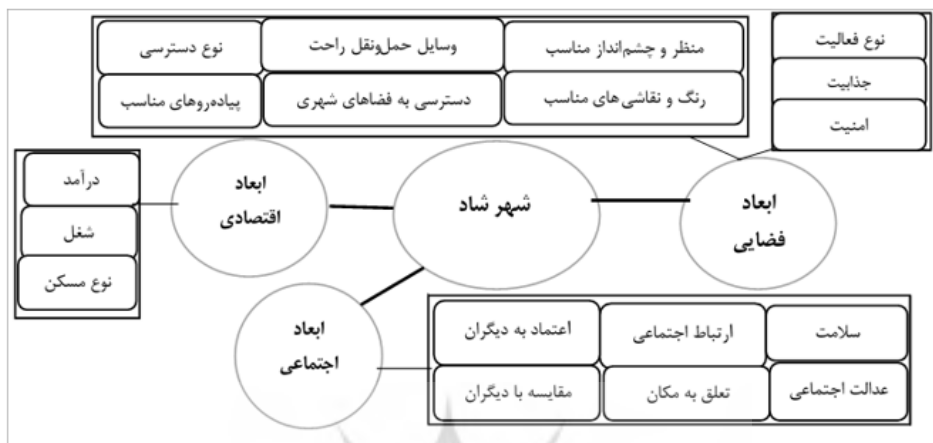 منظر و چشم‌انداز مناسب
وسایل حمل‌ونقل راحت
نوع دسترسی
رنگ و نقاشی‌های مناسب
دسترسی به فضاهای شهری
پیاده‌روهای مناسب
نوع فعالیت
جذابیت
امنیت
ابعاد
فضایی
شهر شاد
ابعاد
اقتصادی
درآمد
شغل
نوع مسکن
ابعاد
اجتماعی
سلامت
ارتباط اجتماعی
اعتماد به دیگران
عدالت اجتماعی
تعلق به مکان
مقایسه با دیگران